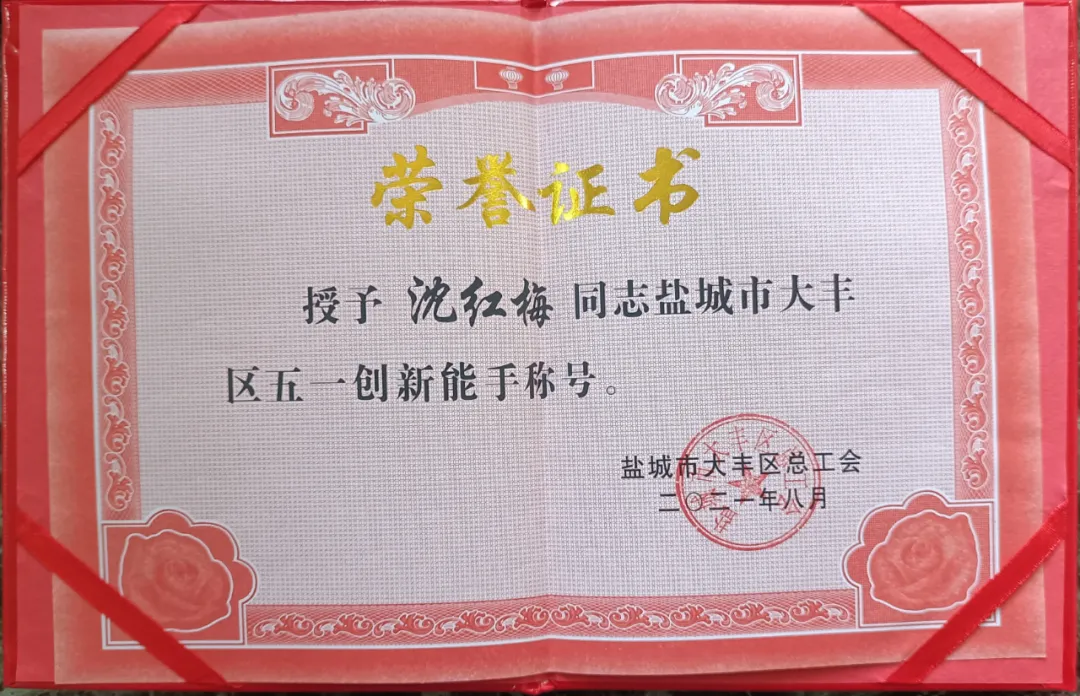 荣誉证书
授予 沈红梅 同志盐城市大丰
区五一创新能手称号。
盐城市大丰区总工会
二〇二一年八月